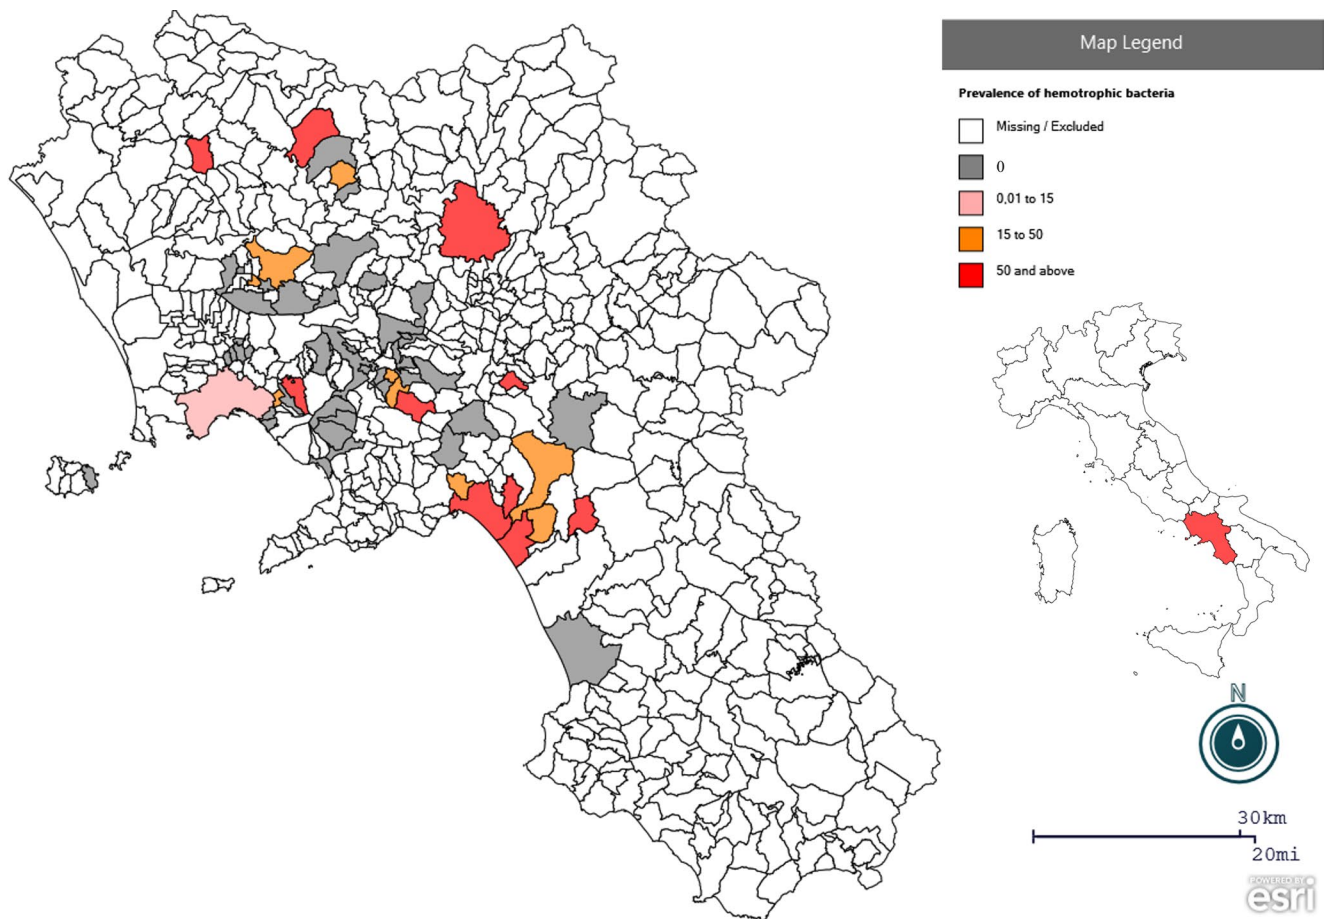 Map Legend
Prevalence of hemotrophic bacteria
Missing / Excluded
0
0,01 to 15
15 to 50
50 and above
N
30km
20mi
POWERED BY
esri